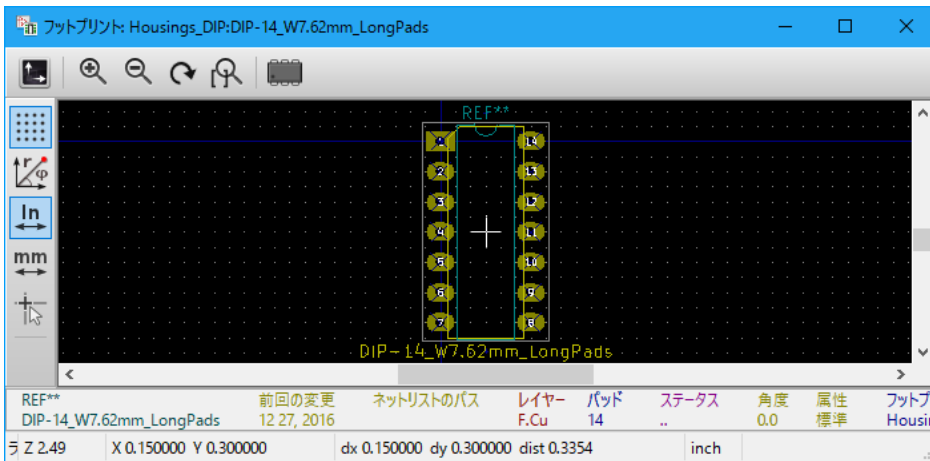 フットプリント: Housings_DIP:DIP-14_W7.62mm_LongPads
REF**
1 14
2 13
3 12
4 11
5 10
6 9
7 8
DIP-14_W7.62mm_LongPads
r
φ
In
mm
REF** 前回の変更 ネットリストのパス レイヤー パッド ステータス 角度 属性 フットプ
DIP-14_W7.62mm_LongPads 12 27, 2016 F.Cu 14 .. 0.0 標準 Housi
Z 2.49 X 0.150000 Y 0.300000 dx 0.150000 dy 0.300000 dist 0.3354 inch